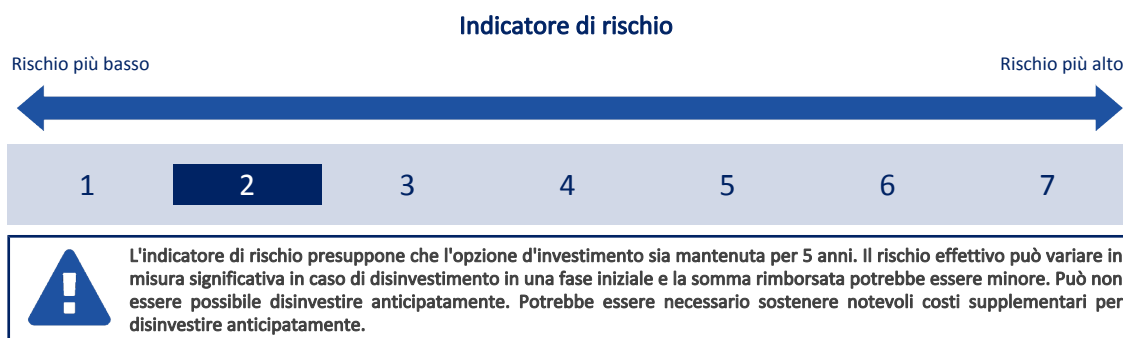 Indicatore di rischio
Rischio più basso
Rischio più alto
1 2 3 4 5 6 7
L'indicatore di rischio presuppone che l'opzione d'investimento sia mantenuta per 5 anni. Il rischio effettivo può variare in
misura significativa in caso di disinvestimento in una fase iniziale e la somma rimborsata potrebbe essere minore. Può non
essere possibile disinvestire anticipatamente. Potrebbe essere necessario sostenere notevoli costi supplementari per
disinvestire anticipatamente.